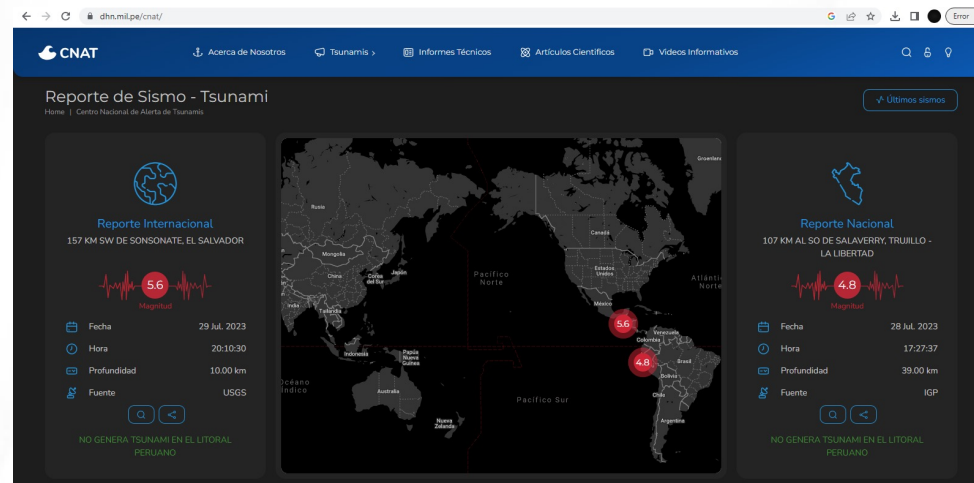 dhn.mil.pe/cnat/
Error
CNAT
Acerca de Nosotros
Tsunamis
Informes Técnicos
Artículos Científicos
Videos Informativos
Reporte de Sismo - Tsunami
Home | Centro Nacional de Alerta de Tsunamis
Últimos sismos
Reporte Internacional
157 KM SW DE SONSONATE, EL SALVADOR
5.6
Magnitud
Fecha 29 Jul. 2023
Hora 20:10:30
Profundidad 10.00 km
Fuente USGS
NO GENERA TSUNAMI EN EL LITORAL
PERUANO
Groenlan
Rusia
Canadá
Mongolia
China
Corea
del Sur
Japón
Pacífico
Norte
Estados
Unidos
Atlánti
Norte
India
Tailandia
México
5.6
Venezuela
Colombia
Indonesia
Papúa
Nueva
Guinea
4.8
Brasil
Bolivia
Océano
Índico
Australia
Pacífico Sur
Chile
Nueva
Zelanda
Argentina
Reporte Nacional
107 KM AL SO DE SALAVERRY, TRUJILLO -
LA LIBERTAD
4.8
Magnitud
Fecha 28 Jul. 2023
Hora 17:27:37
Profundidad 39.00 km
Fuente IGP
NO GENERA TSUNAMI EN EL LITORAL
PERUANO